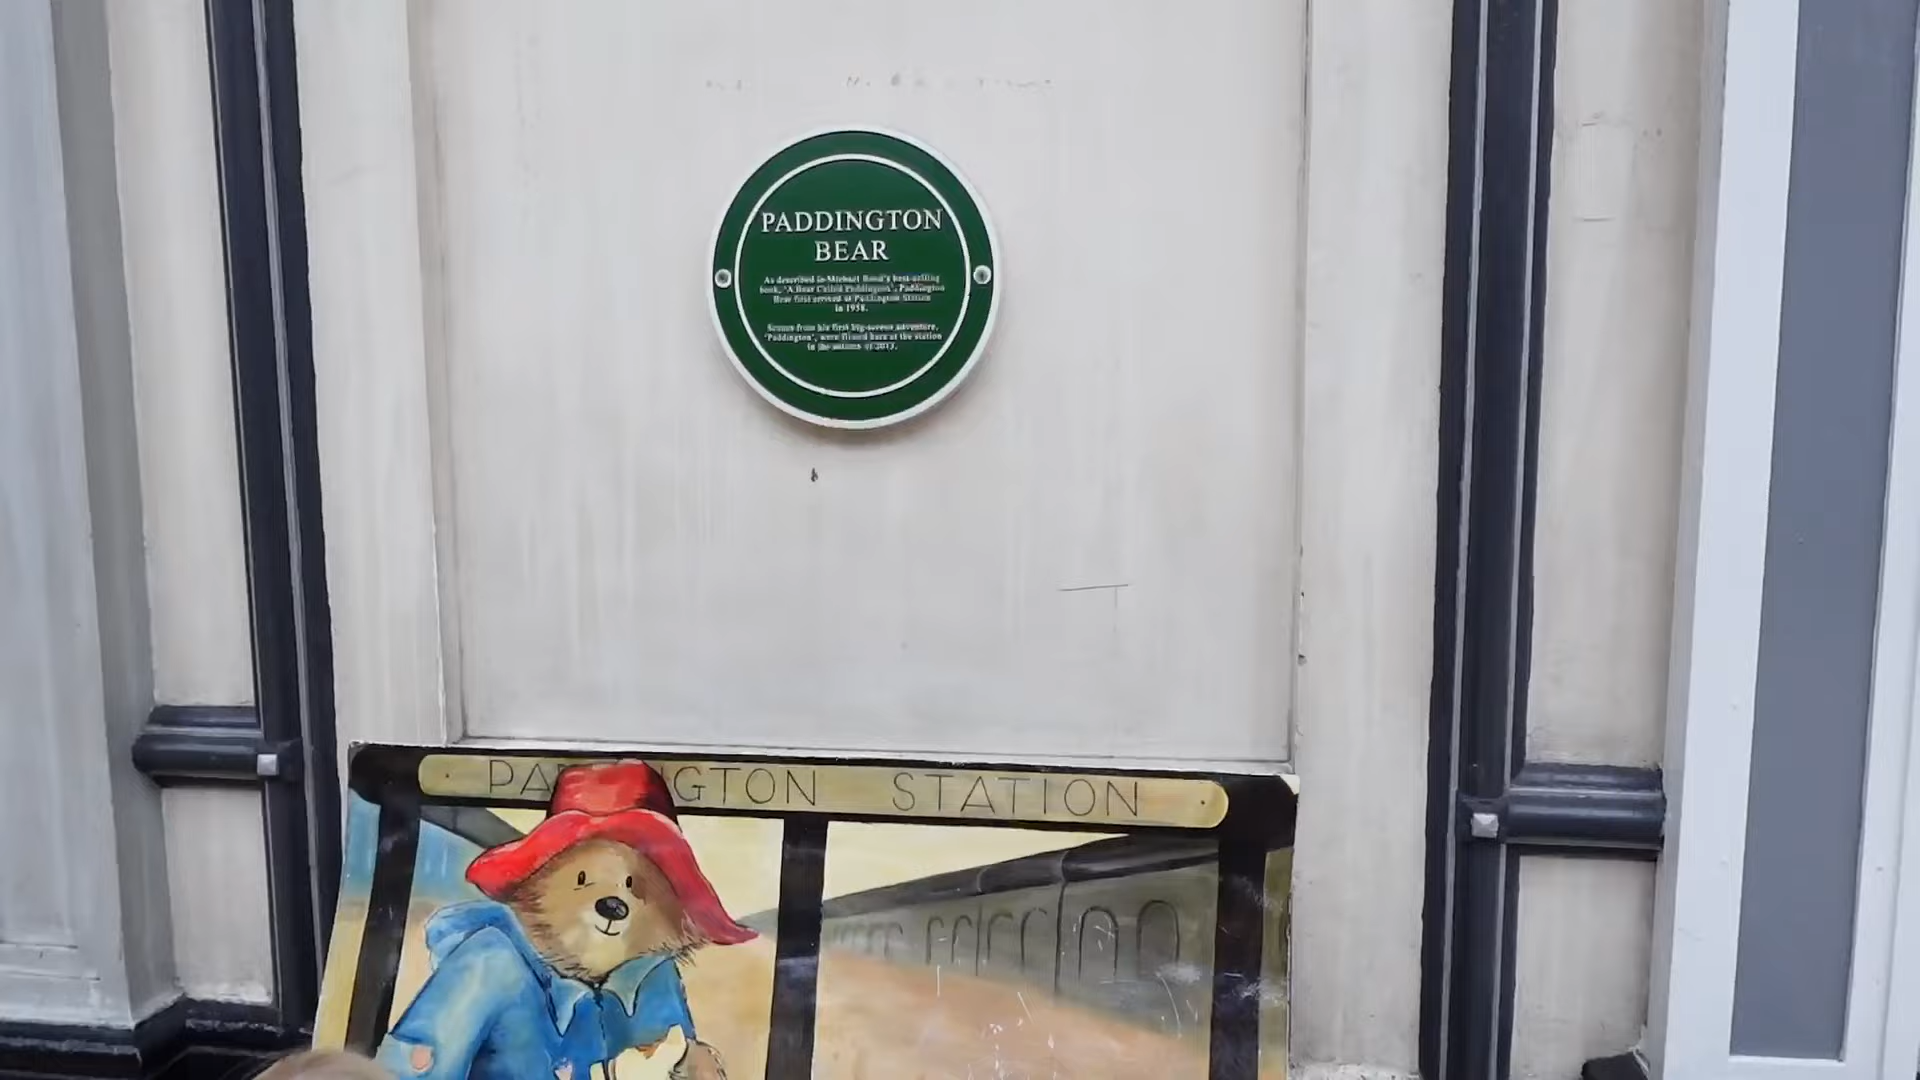 PADDINGTON
BEAR
As described in Michael Bond's best-selling
book, 'A Bear Called Paddington', Paddington
Bear first arrived at Paddington Station
in 1958.
Scenes from his first big-screen adventure,
'Paddington', were filmed here at the station
in the autumn of 2013.
PA GTON STATION